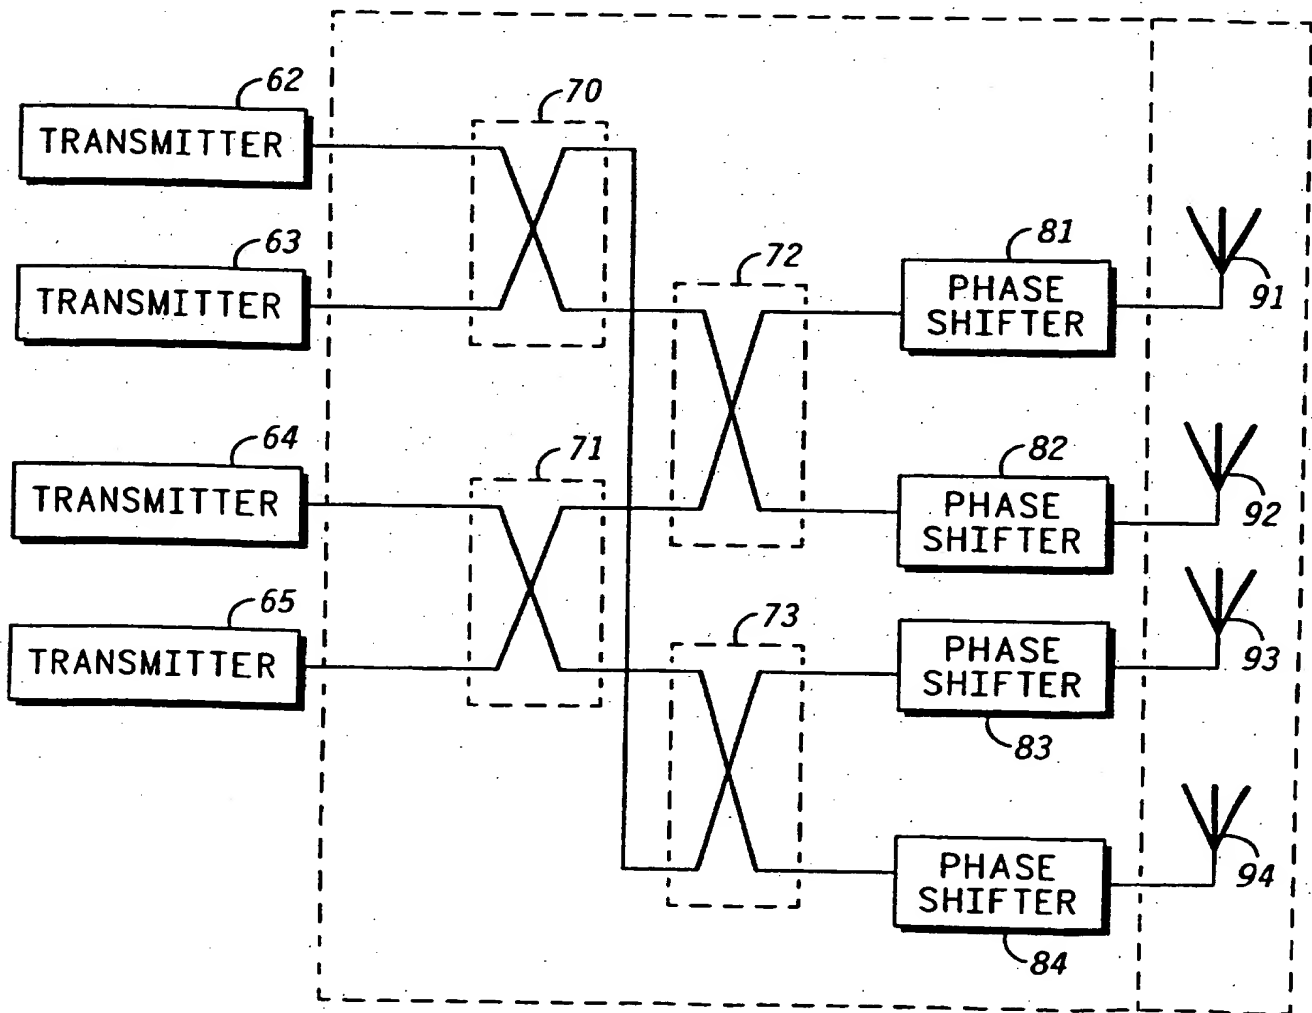 62
TRANSMITTER
70
63
TRANSMITTER
72
81
PHASE
SHIFTER
91
64
TRANSMITTER
71
82
PHASE
SHIFTER
92
65
TRANSMITTER
73
PHASE
SHIFTER
83
93
PHASE
SHIFTER
84
94